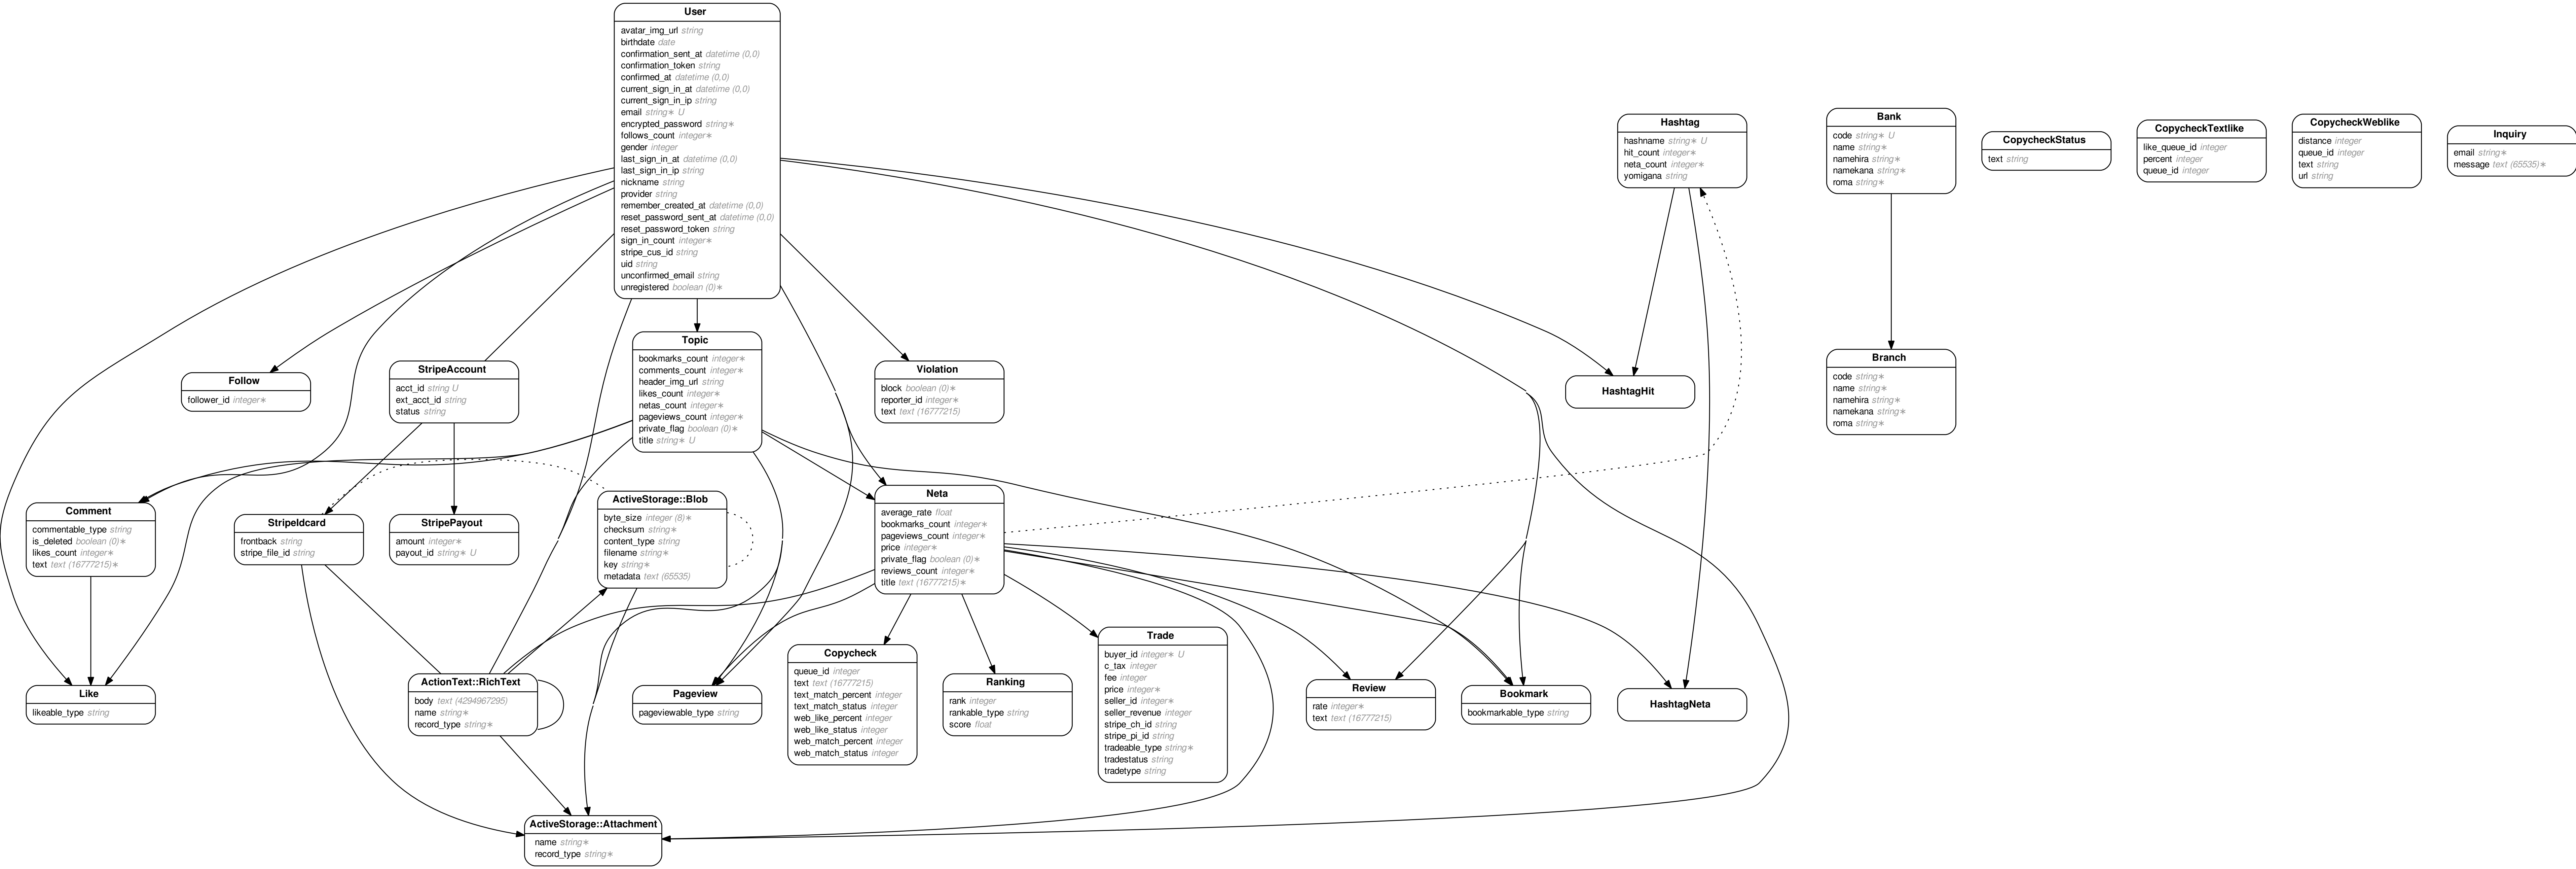 User
avatar_img_url string
birthdate date
confirmation_sent_at datetime (0,0)
confirmation_token string
confirmed_at datetime (0,0)
current_sign_in_at datetime (0,0)
current_sign_in_ip string
email string∗ U
encrypted_password string∗
follows_count integer∗
gender integer
last_sign_in_at datetime (0,0)
last_sign_in_ip string
nickname string
provider string
remember_created_at datetime (0,0)
reset_password_sent_at datetime (0,0)
reset_password_token string
sign_in_count integer∗
stripe_cus_id string
uid string
unconfirmed_email string
unregistered boolean (0)∗
Hashtag
hashname string∗ U
hit_count integer∗
neta_count integer∗
yomigana string
Bank
code string∗ U
name string∗
namehira string∗
namekana string∗
roma string∗
CopycheckStatus
text string
CopycheckTextlike
like_queue_id integer
percent integer
queue_id integer
CopycheckWeblike
distance integer
queue_id integer
text string
url string
Inquiry
email string∗
message text (65535)∗
Follow
follower_id integer∗
StripeAccount
acct_id string U
ext_acct_id string
status string
Topic
bookmarks_count integer∗
comments_count integer∗
header_img_url string
likes_count integer∗
netas_count integer∗
pageviews_count integer∗
private_flag boolean (0)∗
title string∗ U
Violation
block boolean (0)∗
reporter_id integer∗
text text (16777215)
HashtagHit
Branch
code string∗
name string∗
namehira string∗
namekana string∗
roma string∗
Comment
commentable_type string
is_deleted boolean (0)∗
likes_count integer∗
text text (16777215)∗
StripeIdcard
frontback string
stripe_file_id string
StripePayout
amount integer∗
payout_id string∗ U
ActiveStorage::Blob
byte_size integer (8)∗
checksum string∗
content_type string
filename string∗
key string∗
metadata text (65535)
Neta
average_rate float
bookmarks_count integer∗
pageviews_count integer∗
price integer∗
private_flag boolean (0)∗
reviews_count integer∗
title text (16777215)∗
Like
likeable_type string
ActionText::RichText
body text (4294967295)
name string∗
record_type string∗
Pageview
pageviewable_type string
Copycheck
queue_id integer
text text (16777215)
text_match_percent integer
text_match_status integer
web_like_percent integer
web_like_status integer
web_match_percent integer
web_match_status integer
Ranking
rank integer
rankable_type string
score float
Trade
buyer_id integer∗ U
c_tax integer
fee integer
price integer∗
seller_id integer∗
seller_revenue integer
stripe_ch_id string
stripe_pi_id string
tradeable_type string∗
tradestatus string
tradetype string
Review
rate integer∗
text text (16777215)
Bookmark
bookmarkable_type string
HashtagNeta
ActiveStorage::Attachment
name string∗
record_type string∗